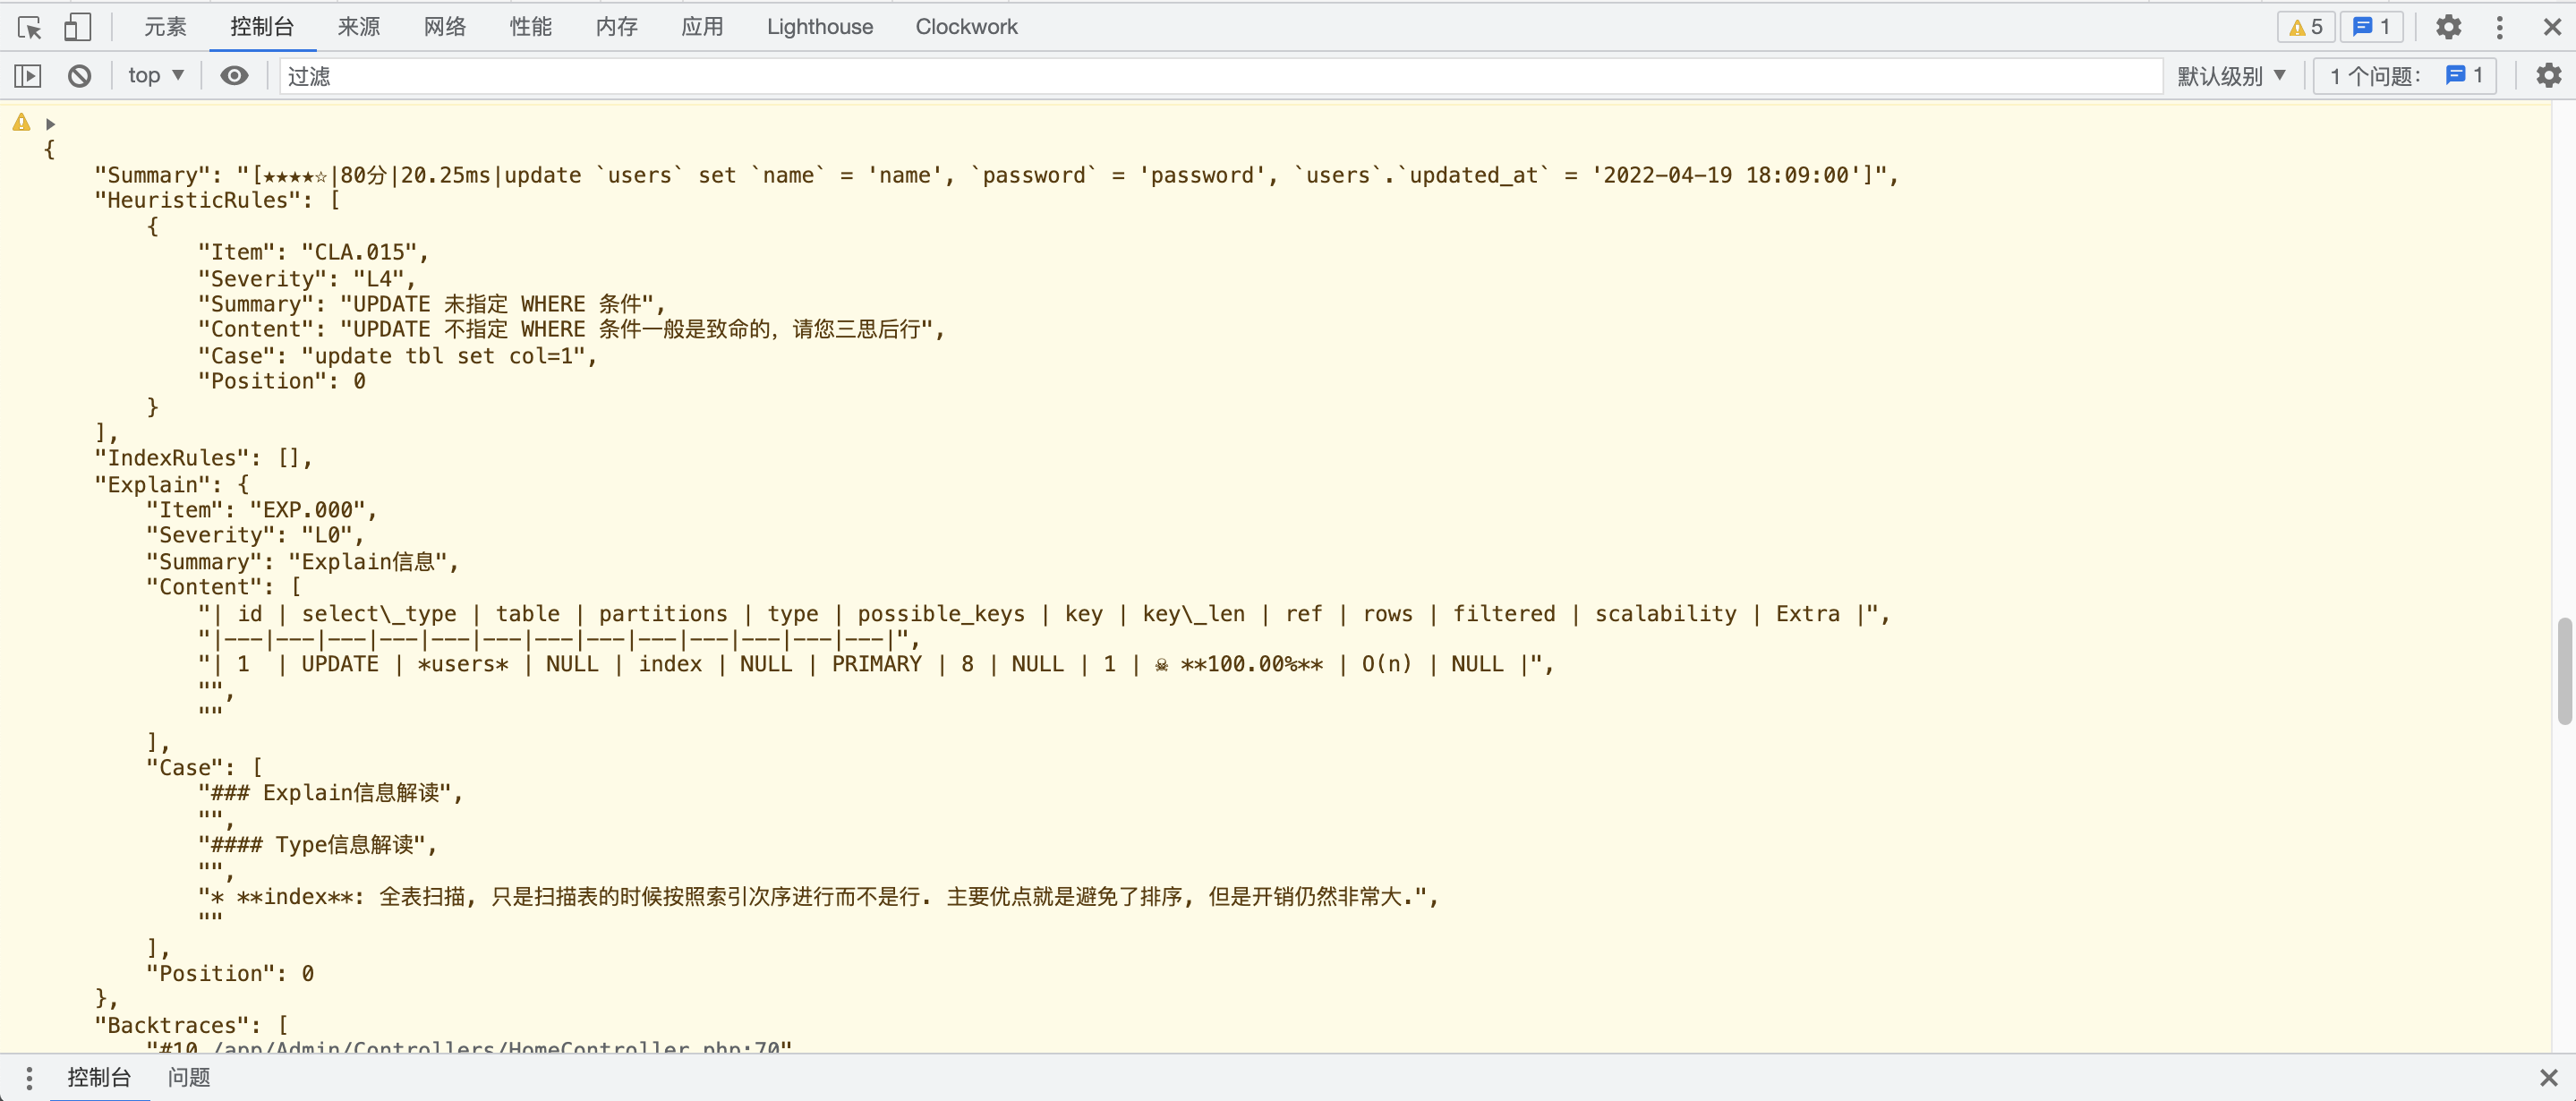 元素 控制台 来源 网络 性能 内存 应用 Lighthouse Clockwork 5 1
top 过滤 默认级别 1 个问题: 1
{
"Summary": "[★★★★☆|80分|20.25ms|update `users` set `name` = 'name', `password` = 'password', `users`.`updated_at` = '2022-04-19 18:09:00']",
"HeuristicRules": [
{
"Item": "CLA.015",
"Severity": "L4",
"Summary": "UPDATE 未指定 WHERE 条件",
"Content": "UPDATE 不指定 WHERE 条件一般是致命的，请您三思后行",
"Case": "update tbl set col=1",
"Position": 0
}
],
"IndexRules": [],
"Explain": {
"Item": "EXP.000",
"Severity": "L0",
"Summary": "Explain信息",
"Content": [
"| id | select\_type | table | partitions | type | possible_keys | key | key\_len | ref | rows | filtered | scalability | Extra |",
"|---|---|---|---|---|---|---|---|---|---|---|---|---|",
"| 1  | UPDATE | *users* | NULL | index | NULL | PRIMARY | 8 | NULL | 1 | ☠️ **100.00%** | O(n) | NULL |",
"",
""
],
"Case": [
"### Explain信息解读",
"",
"#### Type信息解读",
"",
"* **index**: 全表扫描, 只是扫描表的时候按照索引次序进行而不是行. 主要优点就是避免了排序, 但是开销仍然非常大.",
""
],
"Position": 0
},
"Backtraces": [
"#10 /app/Admin/Controllers/HomeController.php:70"
控制台 问题